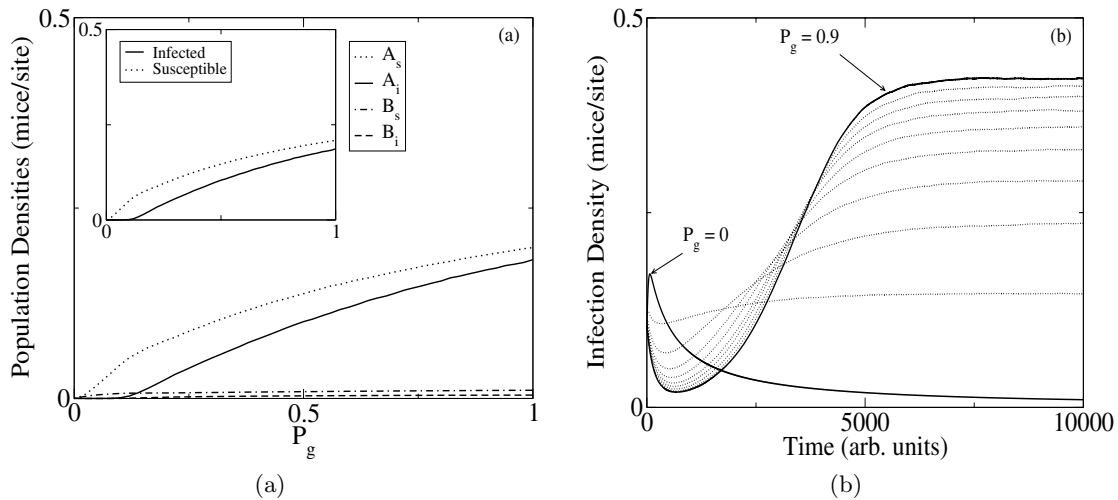 0.5
(a)
0.5
Infected
Susceptible
A_s
A_i
B_s
B_i
0
0
1
Population Densities (mice/site)
0
0
0.5
1
P_g
(a)
0.5
(b)
P_g = 0.9
P_g = 0
Infection Density (mice/site)
0
0
5000
10000
Time (arb. units)
(b)